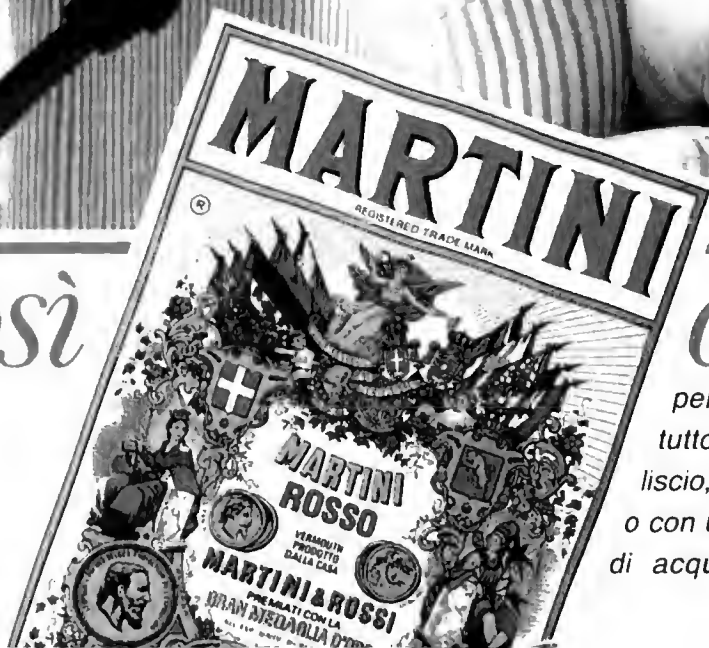 MARTINI
®
REGISTERED TRADE MARK
sì
MARTINI
ROSSO
VERMOUTH
PRODOTTO
DALLA CASA
MARTINI & ROSSI
PREMIATI CON LA
GRAN MEDAGLIA D'ORO
tutto
liscio,
o con
di acqu